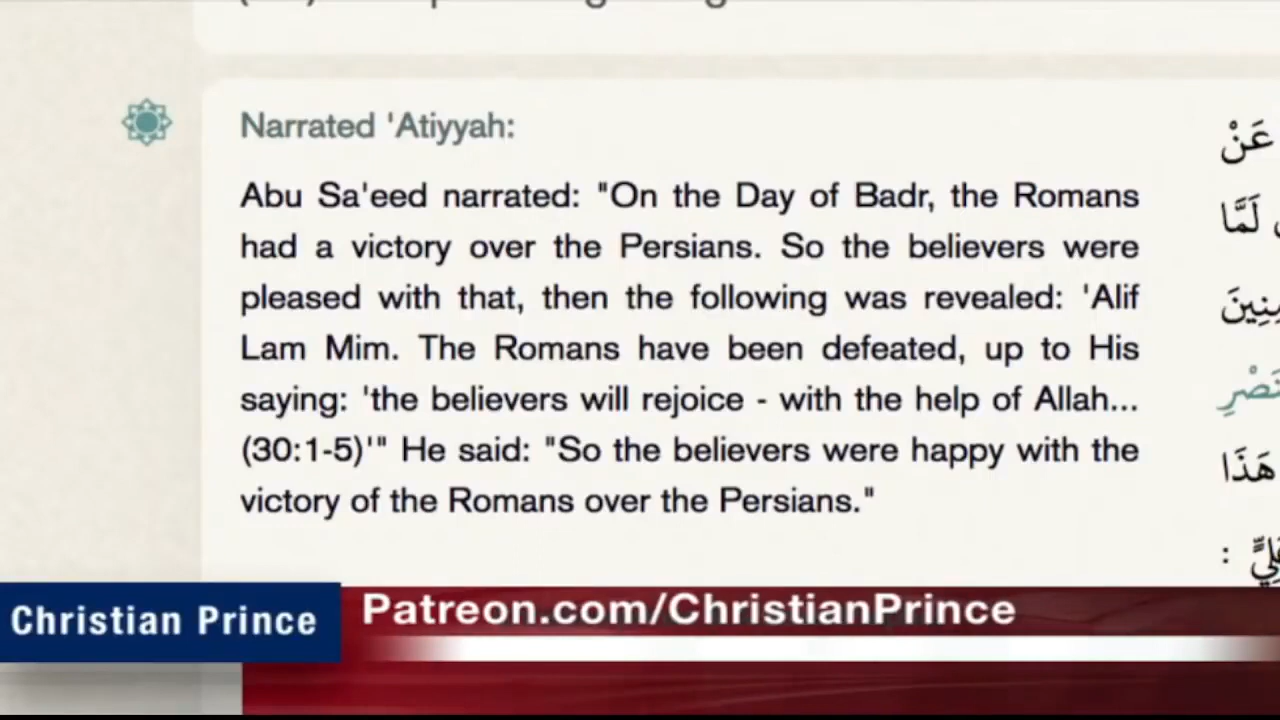 Narrated 'Atiyyah:
Abu Sa'eed narrated: "On the Day of Badr, the Romans
had a victory over the Persians. So the believers were
pleased with that, then the following was revealed: 'Alif
Lam Mim. The Romans have been defeated, up to His
saying: 'the believers will rejoice - with the help of Allah...
(30:1-5)'" He said: "So the believers were happy with the
victory of the Romans over the Persians."
عَنْ
لَمَّا
هَذَا
Christian Prince
Patreon.com/ChristianPrince